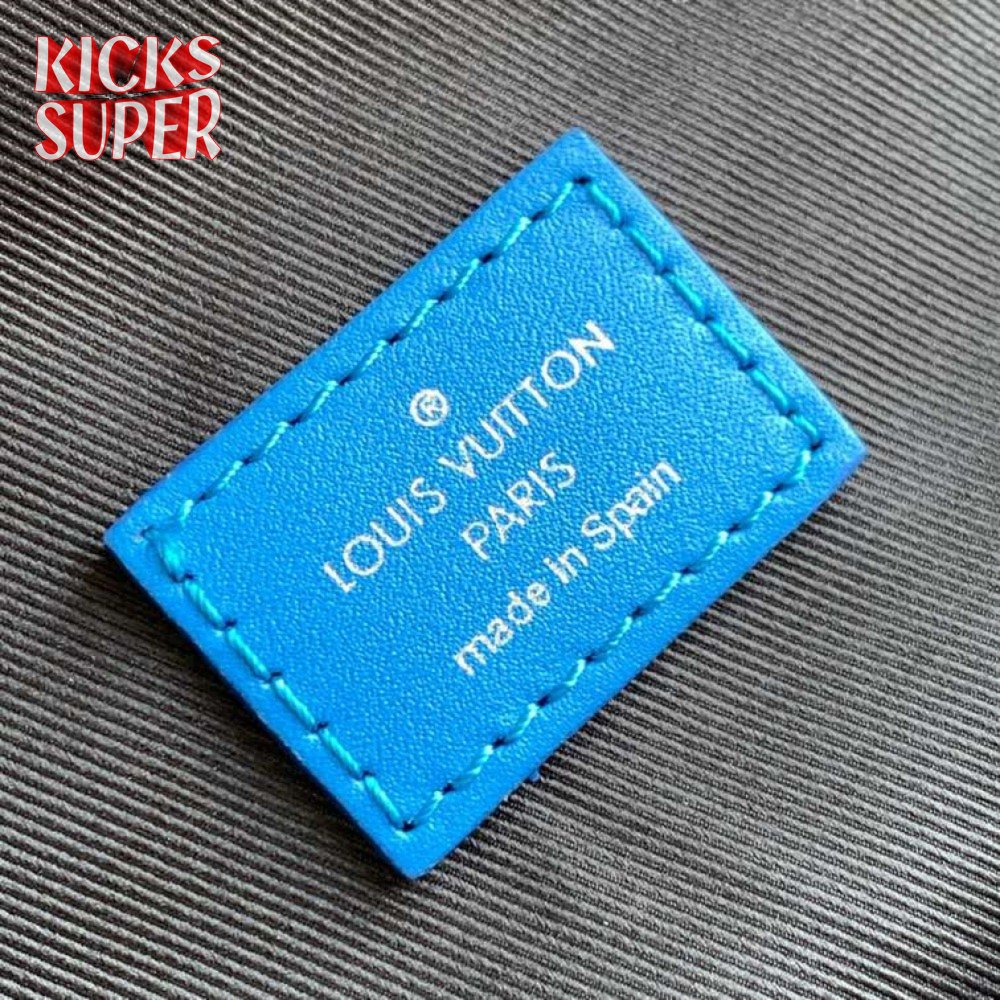 KICKS
SUPER
®
LOUIS VUITTON
PARIS
made in Spain